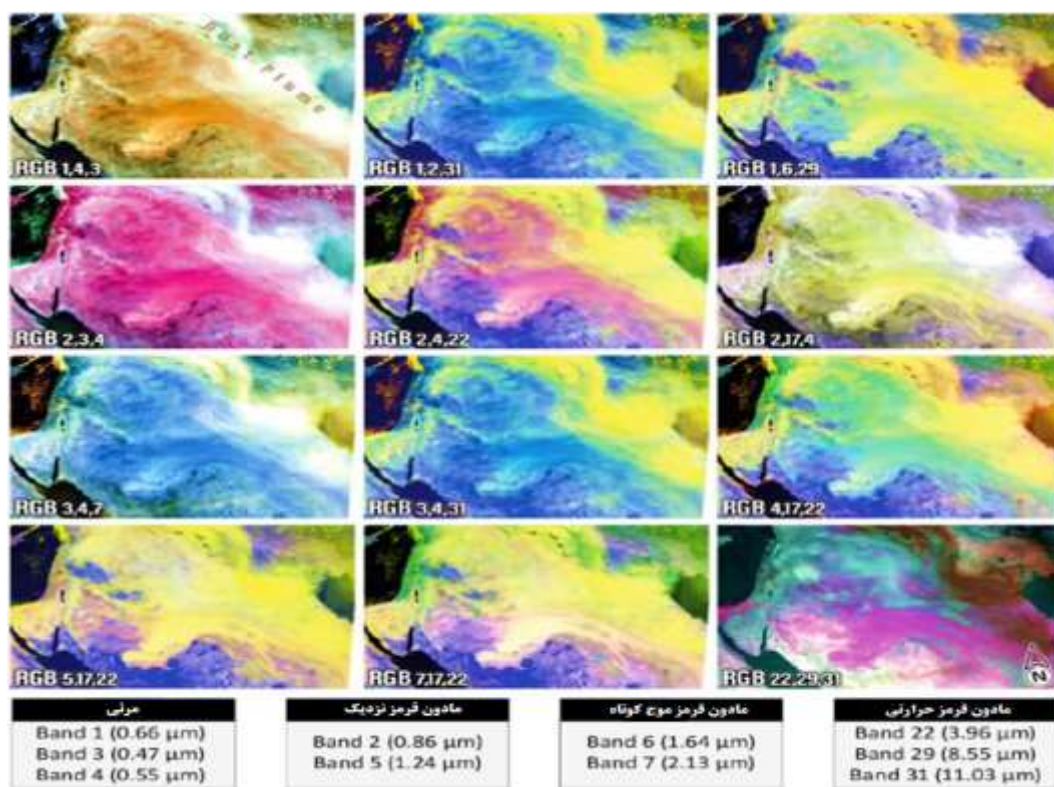 Dust Plume
RGB 1,4,3
RGB 1,2,31
RGB 1,6,29
RGB 2,3,4
RGB 2,4,22
RGB 2,17,4
RGB 3,4,7
RGB 3,4,31
RGB 4,17,22
RGB 5,17,22
RGB 7,17,22
RGB 22,29,31
N
مرئی
Band 1 (0.66 µm)
Band 3 (0.47 µm)
Band 4 (0.55 µm)
مادون قرمز نزدیک
Band 2 (0.86 µm)
Band 5 (1.24 µm)
مادون قرمز موج کوتاه
Band 6 (1.64 µm)
Band 7 (2.13 µm)
مادون قرمز حرارتی
Band 22 (3.96 µm)
Band 29 (8.55 µm)
Band 31 (11.03 µm)